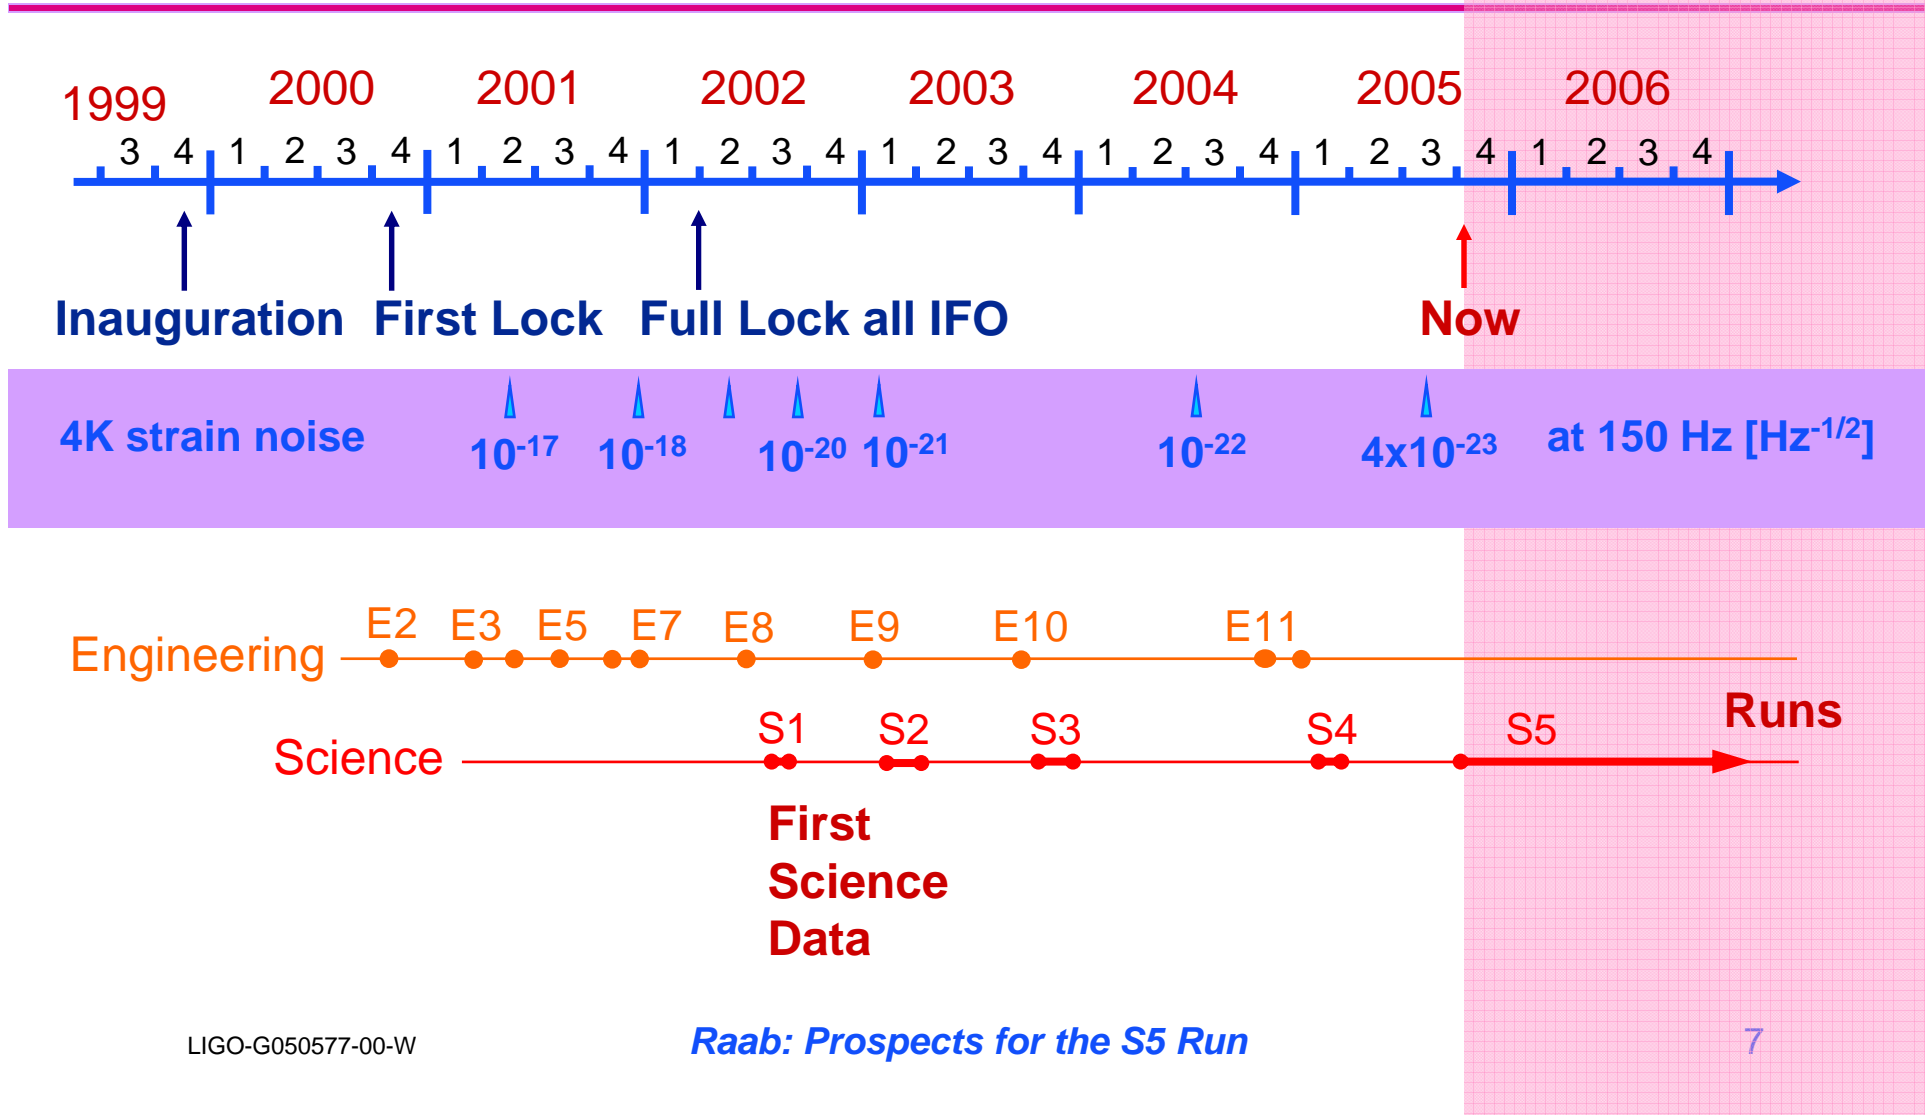 1999 2000 2001 2002 2003 2004 2005 2006
3 4 1 2 3 4 1 2 3 4 1 2 3 4 1 2 3 4 1 2 3 4 1 2 3 4 1 2 3 4
Inauguration First Lock Full Lock all IFO Now
4K strain noise 10⁻¹⁷ 10⁻¹⁸ 10⁻²⁰ 10⁻²¹ 10⁻²² 4x10⁻²³ at 150 Hz [Hz⁻¹/²]
E2 E3 E5 E7 E8 E9 E10 E11
Engineering
Runs
S1 S2 S3 S4 S5
Science
First
Science
Data
LIGO-G050577-00-W Raab: Prospects for the S5 Run 7